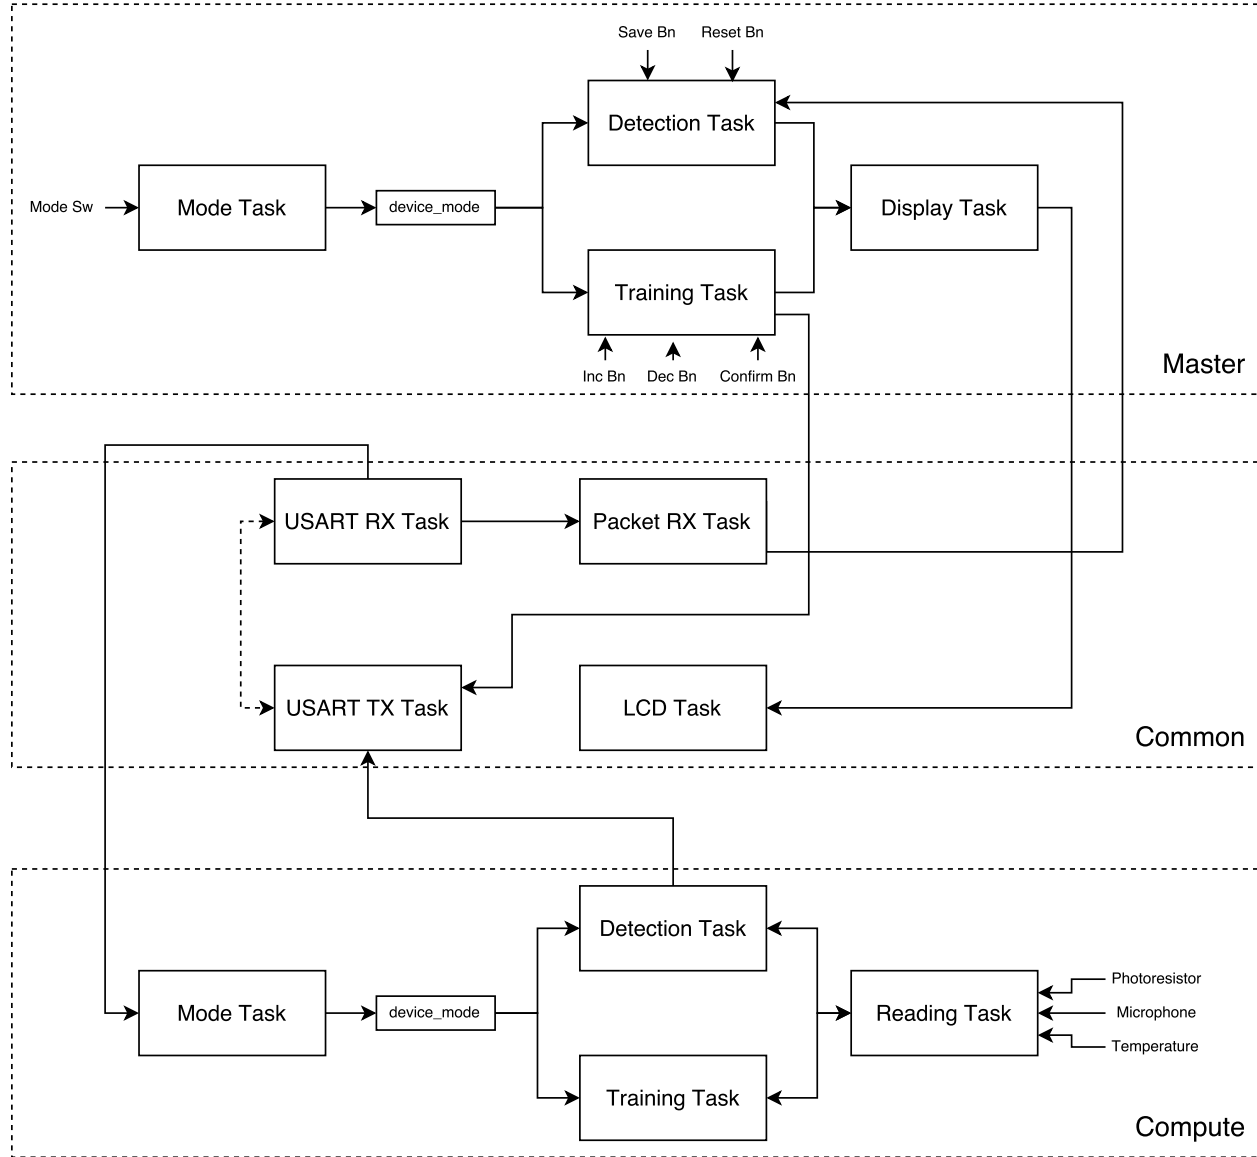 Save Bn
Reset Bn
Detection Task
Mode Sw
Mode Task
device_mode
Display Task
Training Task
Inc Bn
Dec Bn
Confirm Bn
Master
USART RX Task
Packet RX Task
USART TX Task
LCD Task
Common
Detection Task
Mode Task
device_mode
Reading Task
Photoresistor
Microphone
Temperature
Training Task
Compute